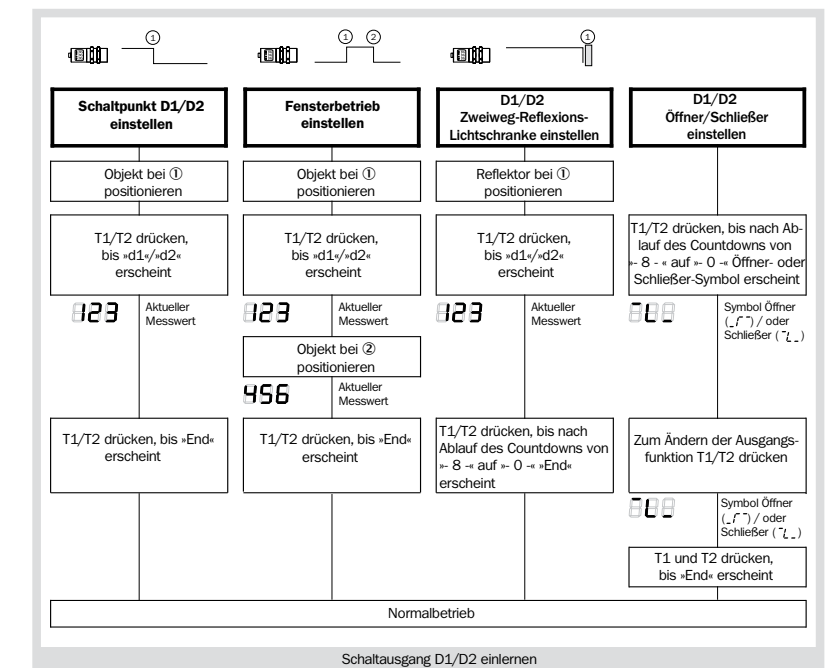 ① ① ② ①
Schaltpunkt D1/D2
einstellen
Objekt bei ①
positionieren
T1/T2 drücken,
bis »d1«/»d2«
erscheint
123
Aktueller
Messwert
T1/T2 drücken, bis »End«
erscheint
Fensterbetrieb
einstellen
Objekt bei ①
positionieren
T1/T2 drücken,
bis »d1«/»d2«
erscheint
123
Aktueller
Messwert
Objekt bei ②
positionieren
456
Aktueller
Messwert
T1/T2 drücken, bis »End«
erscheint
D1/D2
Zweiweg-Reflexions-
Lichtschranke einstellen
Reflektor bei ①
positionieren
T1/T2 drücken,
bis »d1«/»d2«
erscheint
123
Aktueller
Messwert
T1/T2 drücken, bis nach
Ablauf des Countdowns von
»- 8 -« auf »- 0 -« »End«
erscheint
D1/D2
Öffner/Schließer
einstellen
T1/T2 drücken, bis nach Ab-
lauf des Countdowns von
»- 8 - « auf »- 0 -« Öffner- oder
Schließer-Symbol erscheint
Symbol Öffner
(_┌¯) / oder
Schließer (¯L_)
Zum Ändern der Ausgangs-
funktion T1/T2 drücken
Symbol Öffner
(_┌¯) / oder
Schließer (¯L_)
T1 und T2 drücken,
bis »End« erscheint
Normalbetrieb
Schaltausgang D1/D2 einlernen